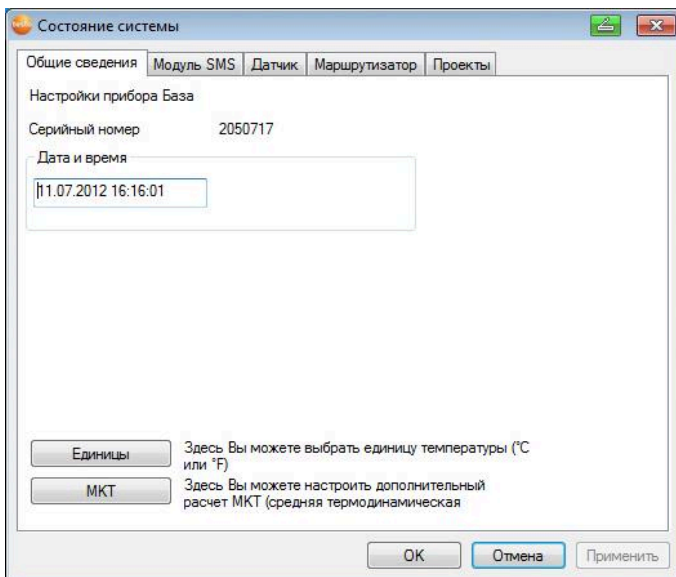 Состояние системы
Общие сведения Модуль SMS Датчик Маршрутизатор Проекты
Настройки прибора База
Серийный номер 2050717
Дата и время
11.07.2012 16:16:01
Единицы
Здесь Вы можете выбрать единицу температуры (°C
или °F)
МКТ
Здесь Вы можете настроить дополнительный
расчет МКТ (средняя термодинамическая
OK Отмена Применить